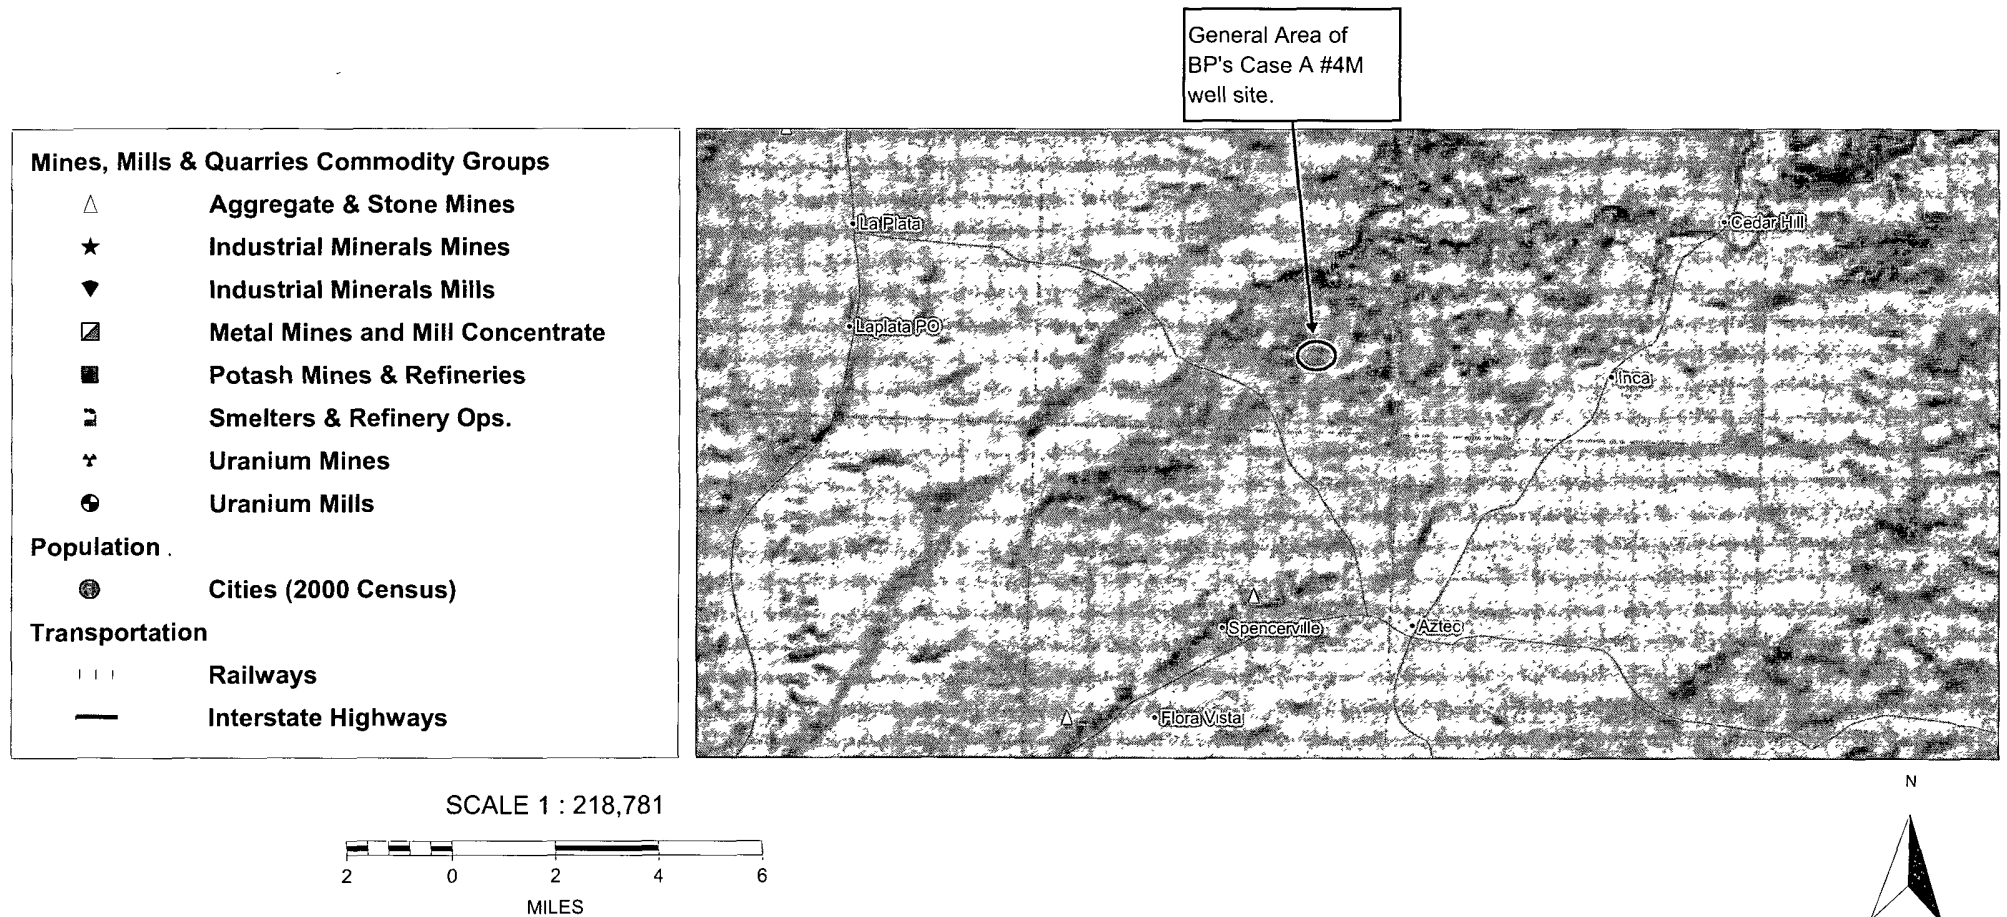 General Area of
BP's Case A #4M
well site.
Mines, Mills & Quarries Commodity Groups
Aggregate & Stone Mines
Industrial Minerals Mines
Industrial Minerals Mills
Metal Mines and Mill Concentrate
Potash Mines & Refineries
Smelters & Refinery Ops.
Uranium Mines
Uranium Mills
Population
Cities (2000 Census)
Transportation
Railways
Interstate Highways
La Plata
Cedar Hill
Laplata PO
Inca
Spencerville
Aztec
Flora Vista
SCALE 1 : 218,781
2 0 2 4 6
MILES
N